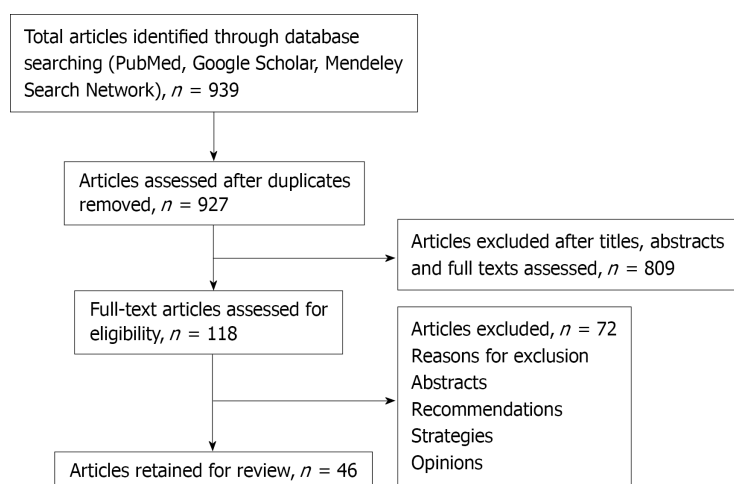 Total articles identified through database
searching (PubMed, Google Scholar, Mendeley
Search Network), n = 939
Articles assessed after duplicates
removed, n = 927
Articles excluded after titles, abstracts
and full texts assessed, n = 809
Full-text articles assessed for
eligibility, n = 118
Articles excluded, n = 72
Reasons for exclusion
Abstracts
Recommendations
Strategies
Opinions
Articles retained for review, n = 46